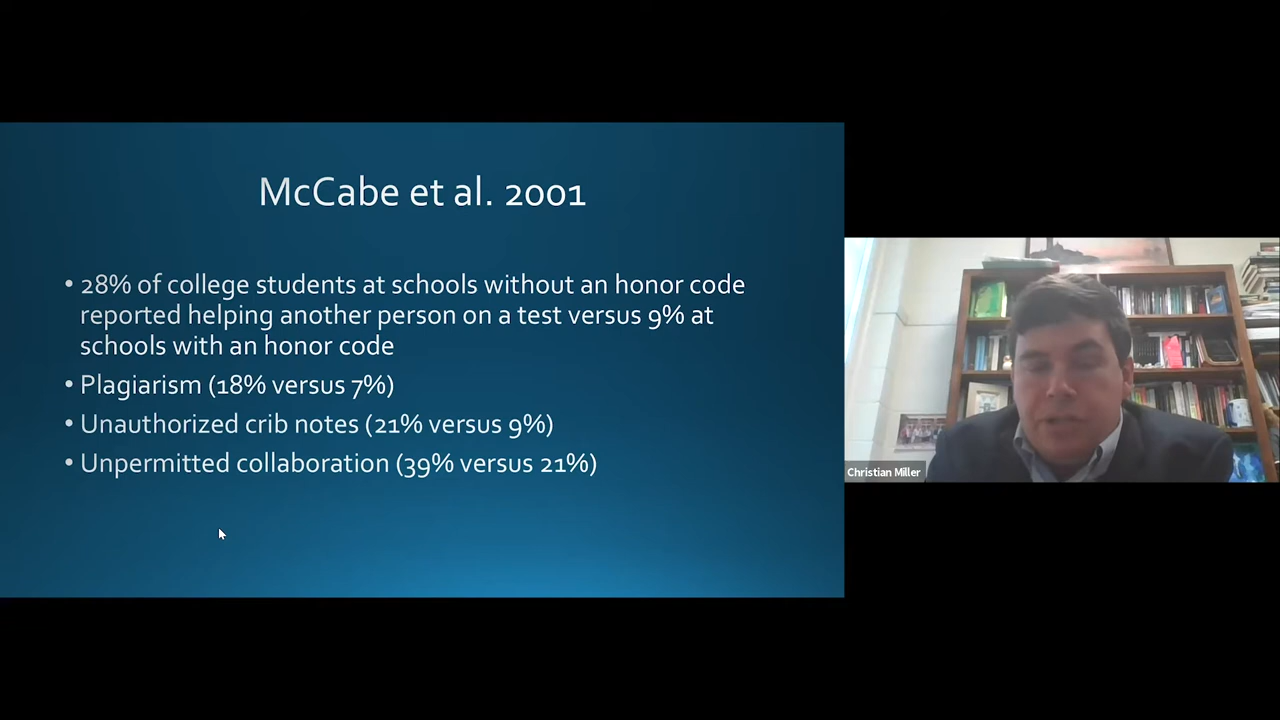 McCabe et al. 2001
• 28% of college students at schools without an honor code
reported helping another person on a test versus 9% at
schools with an honor code
• Plagiarism (18% versus 7%)
• Unauthorized crib notes (21% versus 9%)
• Unpermitted collaboration (39% versus 21%)
Christian Miller